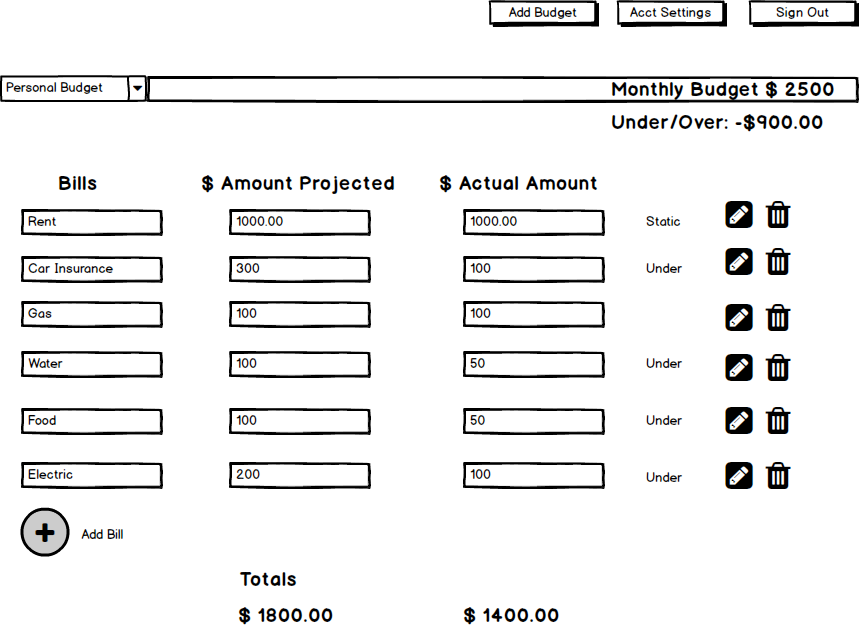 Add Budget Acct Settings Sign Out
Personal Budget Monthly Budget $ 2500
Under/Over: -$900.00
Bills $ Amount Projected $ Actual Amount
Rent 1000.00 1000.00 Static
Car Insurance 300 100 Under
Gas 100 100
Water 100 50 Under
Food 100 50 Under
Electric 200 100 Under
Add Bill
Totals
$ 1800.00 $ 1400.00